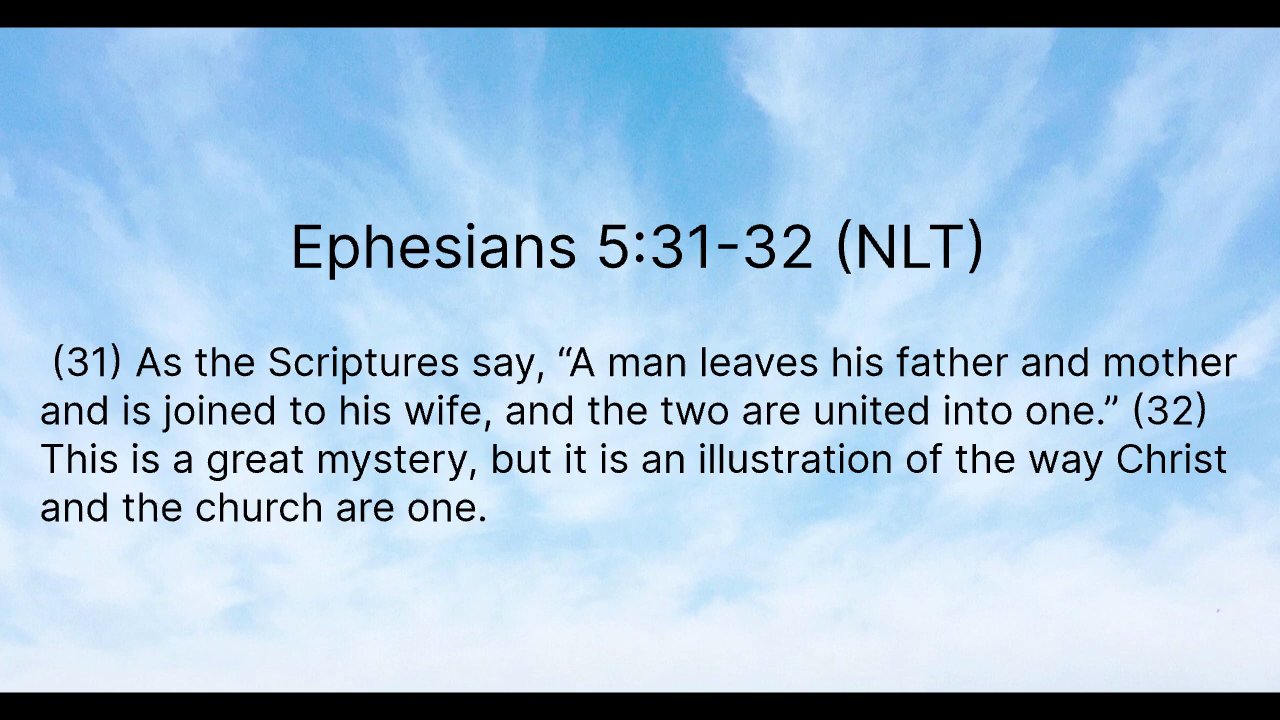 Ephesians 5:31-32 (NLT)
(31) As the Scriptures say, “A man leaves his father and mother
and is joined to his wife, and the two are united into one.” (32)
This is a great mystery, but it is an illustration of the way Christ
and the church are one.